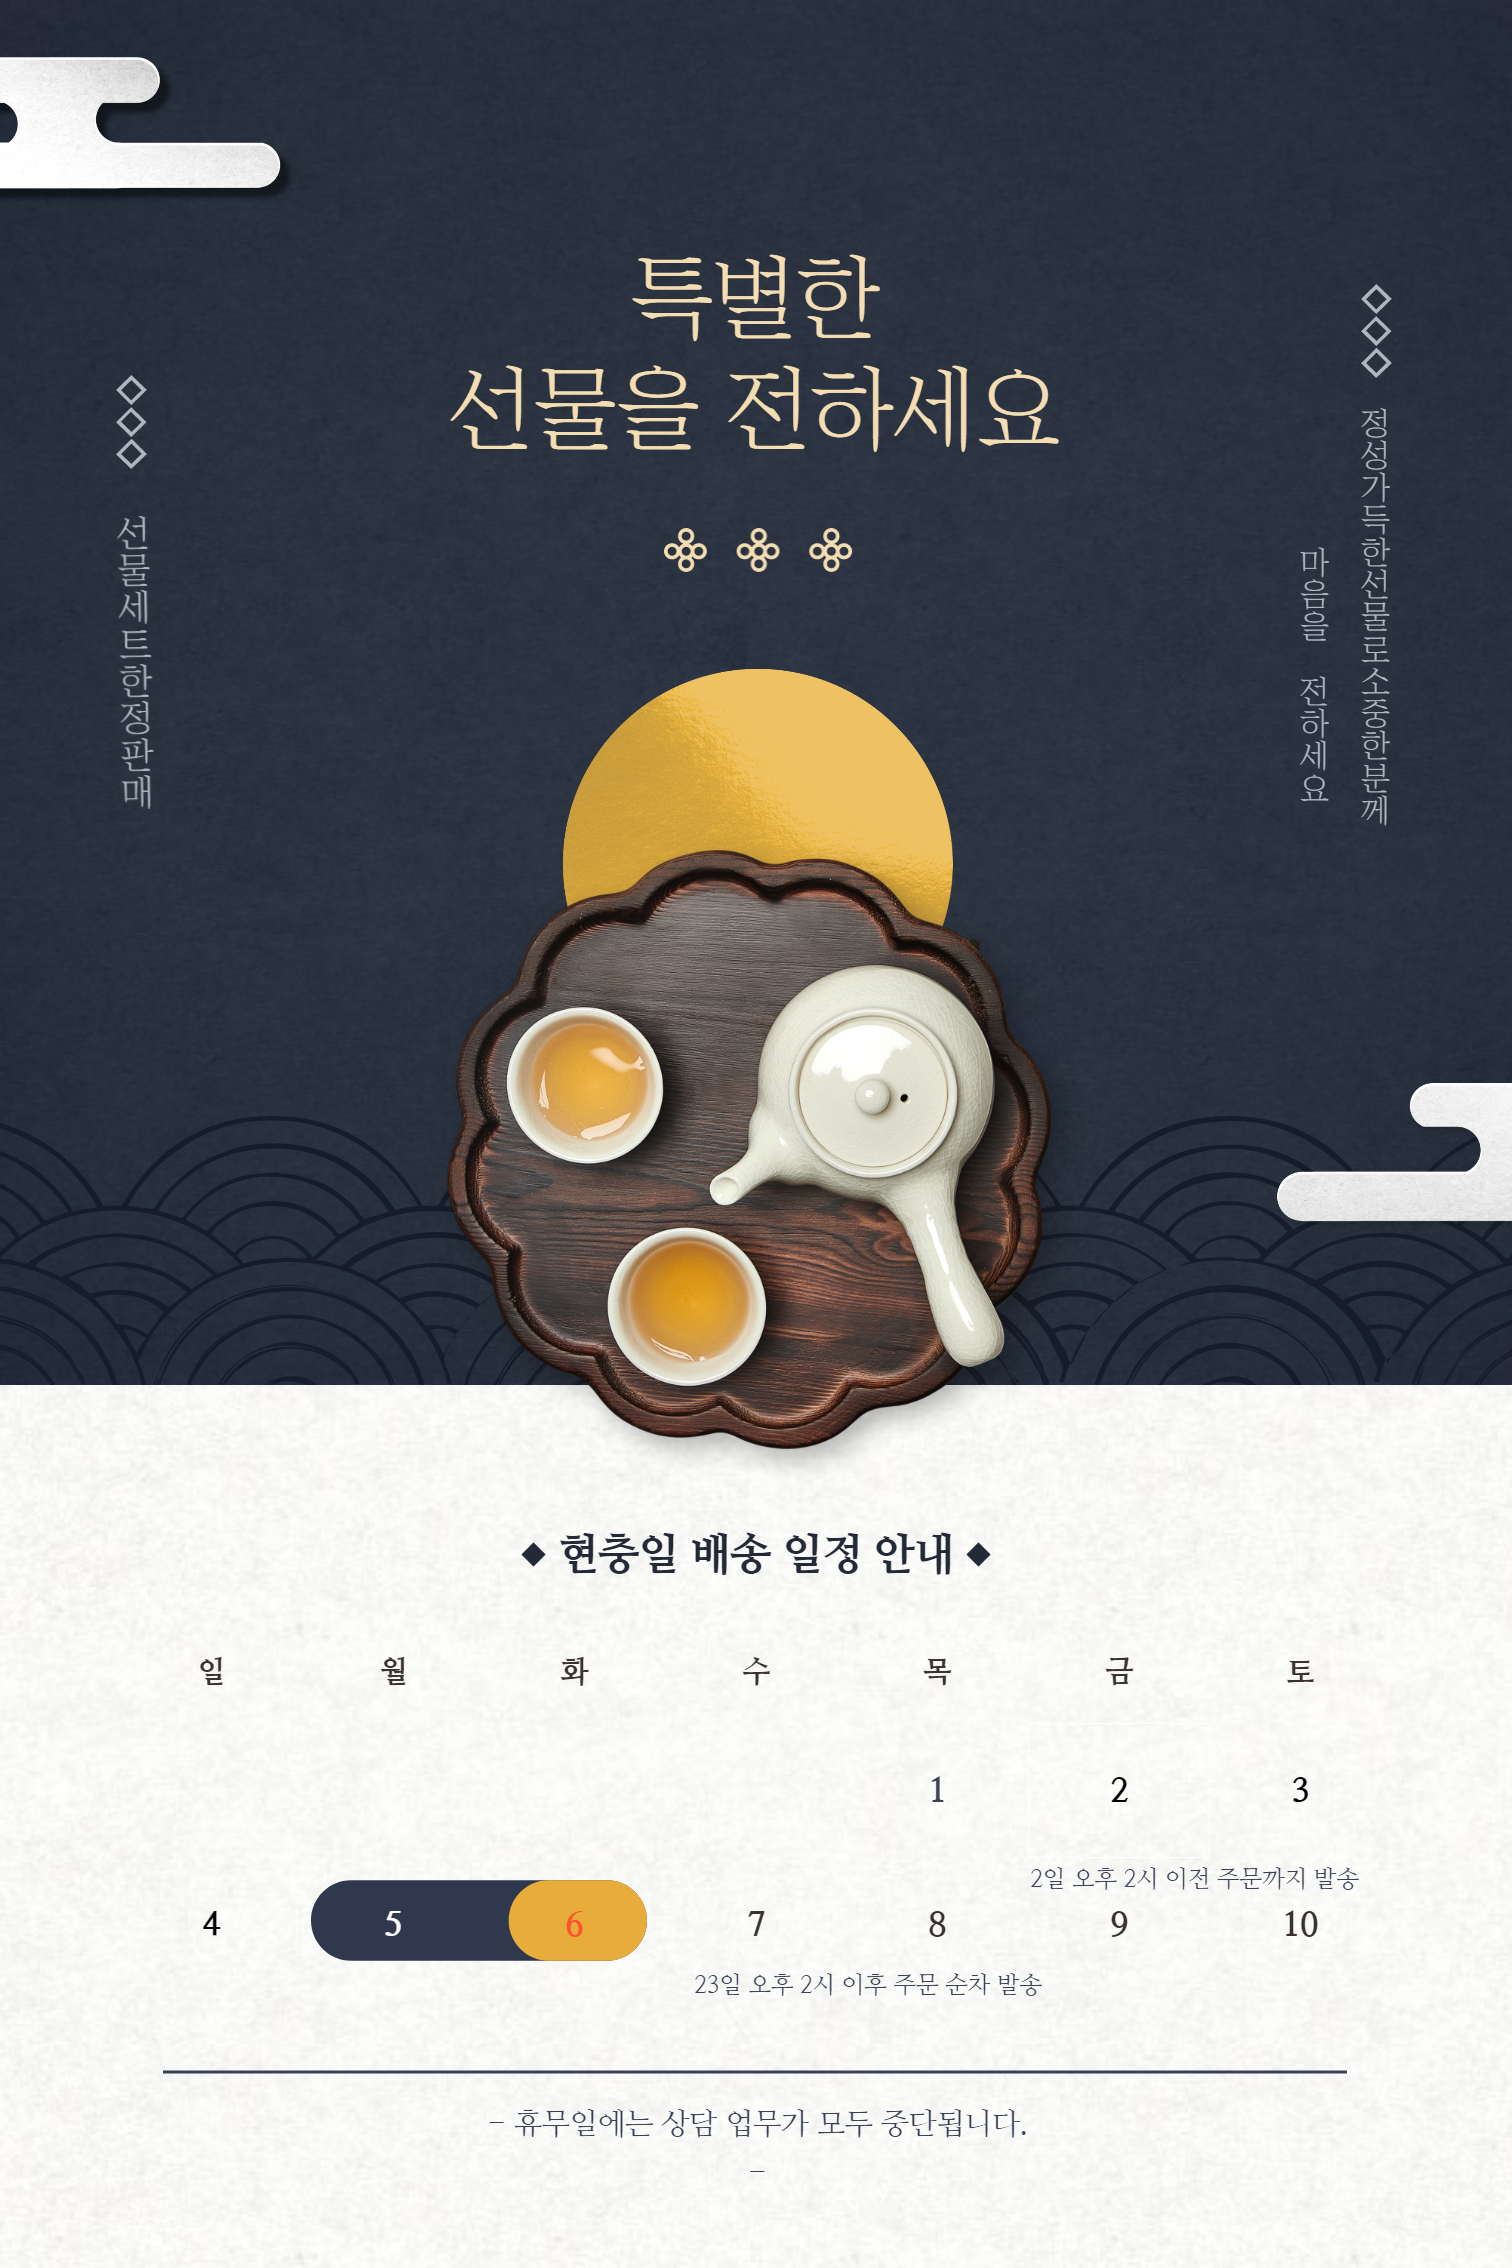 특별한
선물을 전하세요
선물세트한정판매
정성가득한선물로소중한분께
마음을 전하세요
◆ 현충일 배송 일정 안내 ◆
일 월 화 수 목 금 토
1 2 3
2일 오후 2시 이전 주문까지 발송
4 5 6 7 8 9 10
23일 오후 2시 이후 주문 순차 발송
– 휴무일에는 상담 업무가 모두 중단됩니다.
–